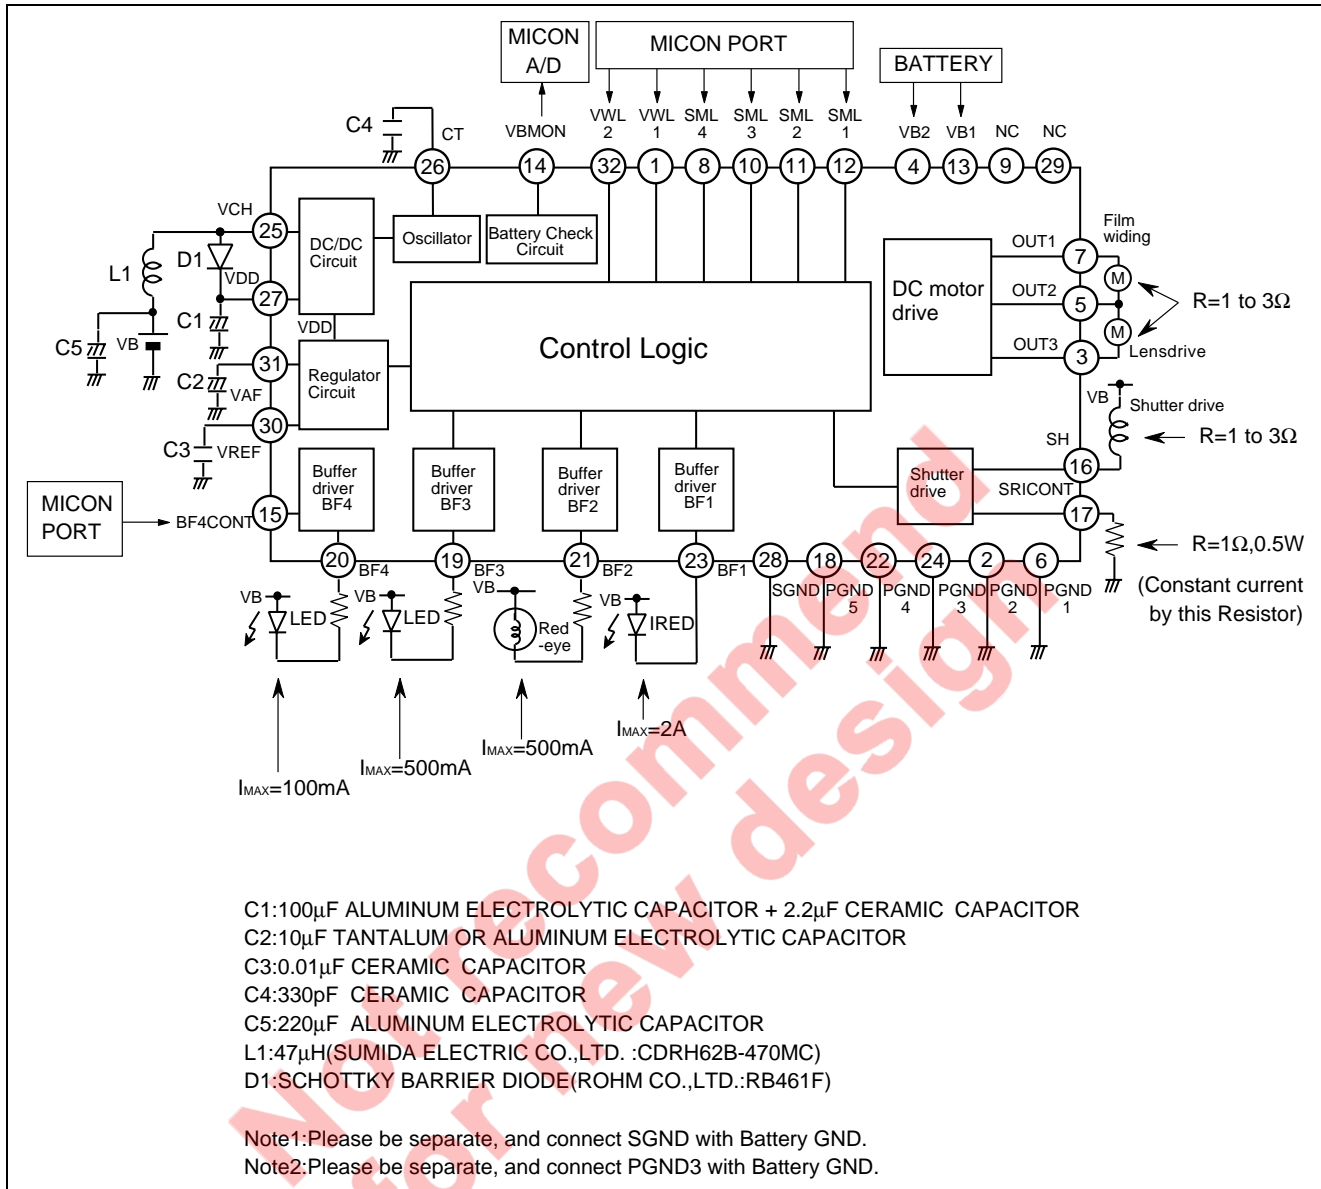 MICON
A/D
MICON PORT
BATTERY
C4
CT
VBMON
VWL
2
VWL
1
SML
4
SML
3
SML
2
SML
1
VB2
VB1
NC
NC
26
14
32
1
8
10
11
12
4
13
9
29
VCH
25
DC/DC
Circuit
Oscillator
Battery Check
Circuit
Film
widing
OUT1
7
L1
D1
VDD
27
DC motor
drive
OUT2
5
M
M
R=1 to 3Ω
C1
VDD
C5
VB
Control Logic
OUT3
3
Lensdrive
31
Regulator
Circuit
C2
VAF
VB
Shutter drive
30
C3
VREF
SH
R=1 to 3Ω
16
Buffer
driver
BF4
Buffer
driver
BF3
Buffer
driver
BF2
Buffer
driver
BF1
Shutter
drive
SRICONT
17
MICON
PORT
BF4CONT
15
R=1Ω,0.5W
(Constant current
by this Resistor)
20
BF4
19
BF3
21
BF2
23
BF1
28
18
22
24
2
6
SGND
PGND
5
PGND
4
PGND
3
PGND
2
PGND
1
VB
LED
VB
LED
VB
Red
-eye
VB
IRED
IMAX=100mA
IMAX=500mA
IMAX=500mA
IMAX=2A
C1:100μF ALUMINUM ELECTROLYTIC CAPACITOR + 2.2μF CERAMIC CAPACITOR
C2:10μF TANTALUM OR ALUMINUM ELECTROLYTIC CAPACITOR
C3:0.01μF CERAMIC CAPACITOR
C4:330pF CERAMIC CAPACITOR
C5:220μF ALUMINUM ELECTROLYTIC CAPACITOR
L1:47μH(SUMIDA ELECTRIC CO.,LTD. :CDRH62B-470MC)
D1:SCHOTTKY BARRIER DIODE(ROHM CO.,LTD.:RB461F)
Note1:Please be separate, and connect SGND with Battery GND.
Note2:Please be separate, and connect PGND3 with Battery GND.
Not recommend
for new design